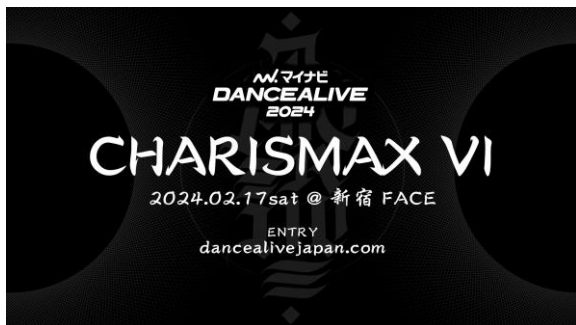 マイナビ
DANCEALIVE
2024
CHARISMAX VI
2024.02.17sat @ 新宿 FACE
ENTRY
dancealivejapan.com